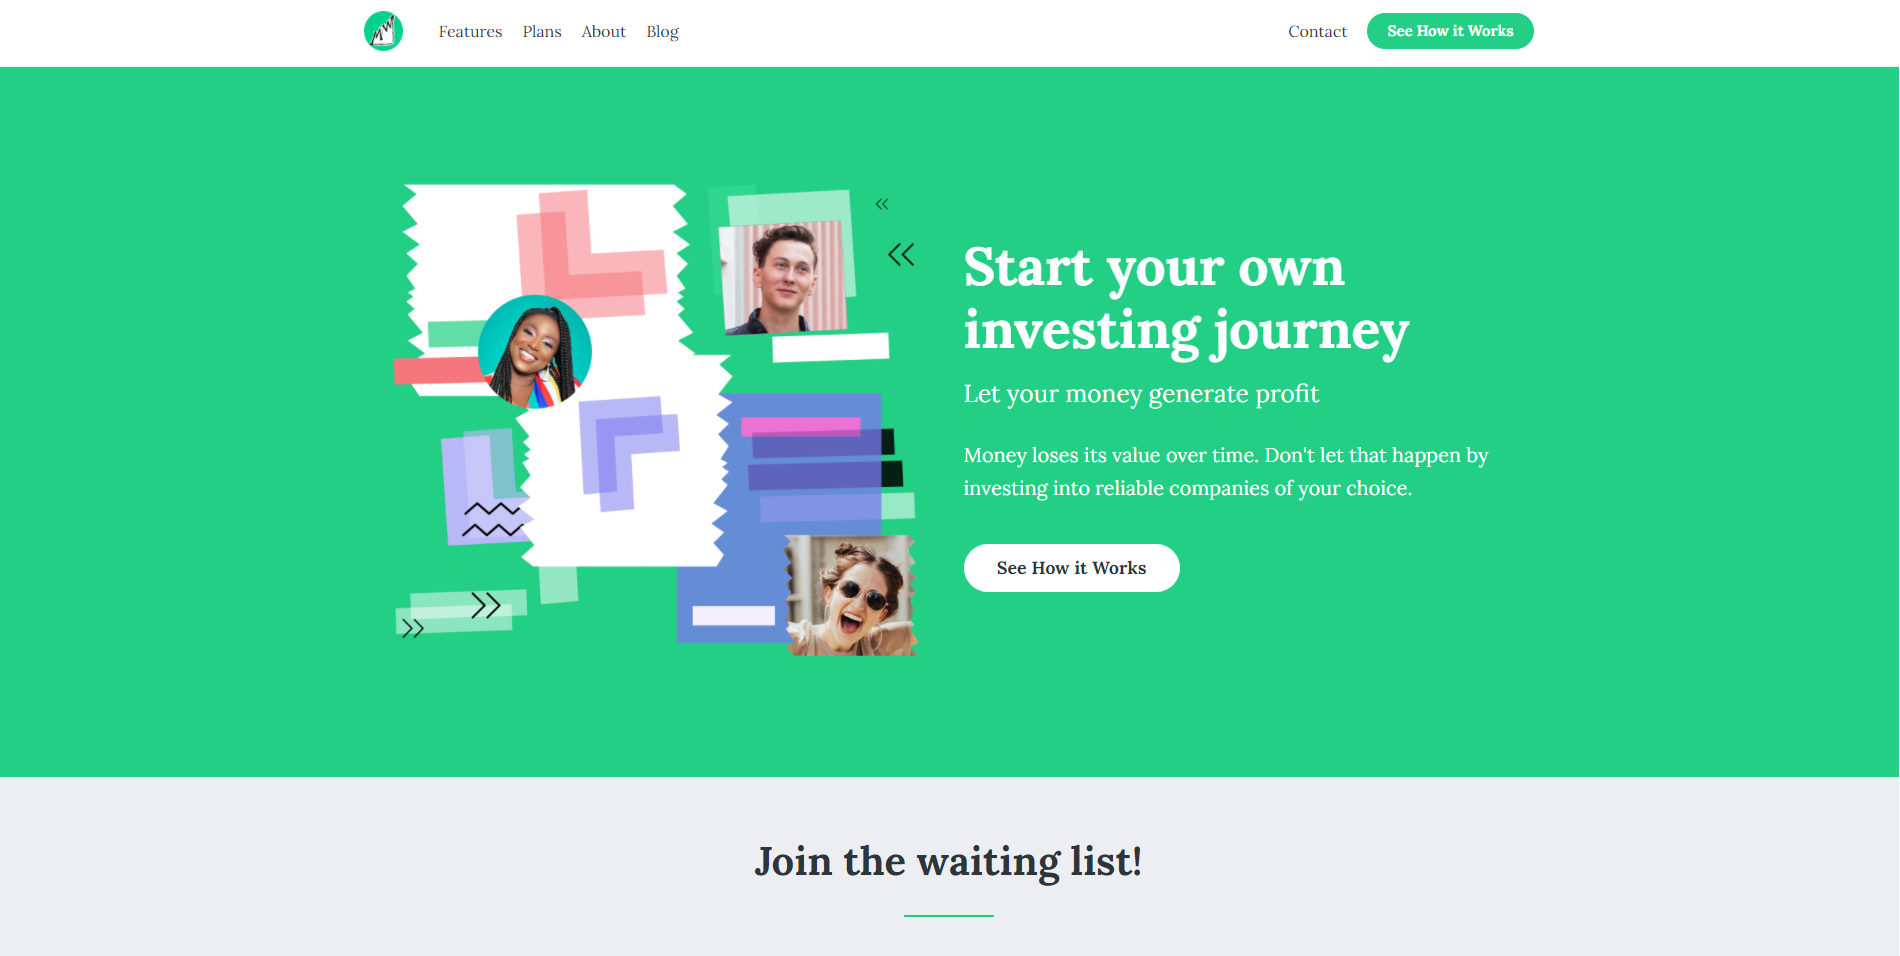 Features
Plans
About
Blog
Contact
See How it Works
Start your own
investing journey
Let your money generate profit
Money loses its value over time. Don't let that happen by
investing into reliable companies of your choice.
See How it Works
Join the waiting list!